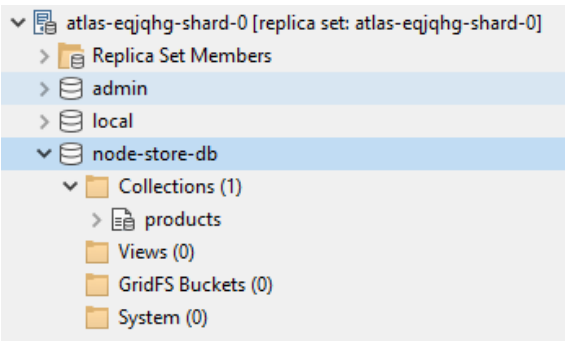 atlas-eqjqhg-shard-0 [replica set: atlas-eqjqhg-shard-0]
Replica Set Members
admin
local
node-store-db
Collections (1)
products
Views (0)
GridFS Buckets (0)
System (0)